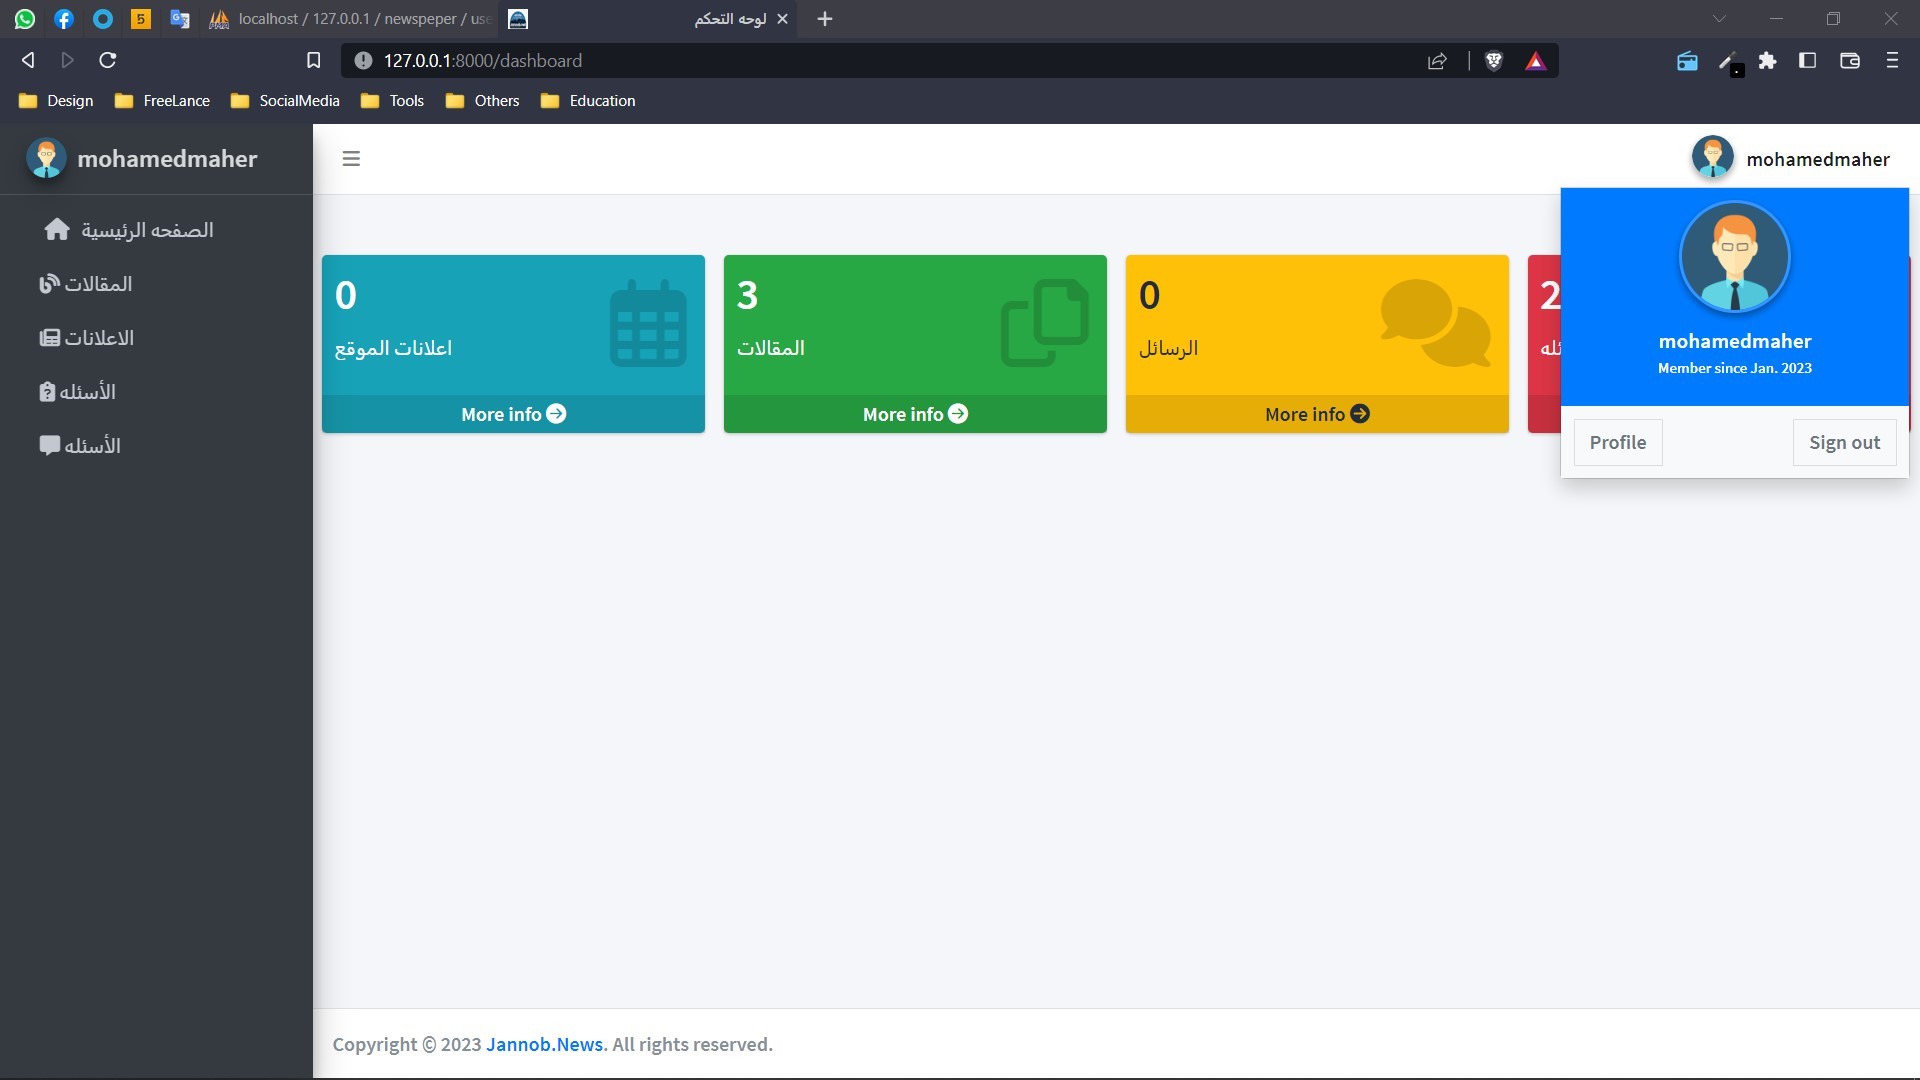 localhost / 127.0.0.1 / newspeper / use
لوحه التحكم
127.0.0.1:8000/dashboard
Design FreeLance SocialMedia Tools Others Education
mohamedmaher
mohamedmaher
الصفحه الرئيسية
المقالات
الاعلانات
الأسئله
الأسئله
0
اعلانات الموقع
More info
3
المقالات
More info
0
الرسائل
More info
2
mohamedmaher
Member since Jan. 2023
Profile
Sign out
Copyright © 2023 Jannob.News. All rights reserved.